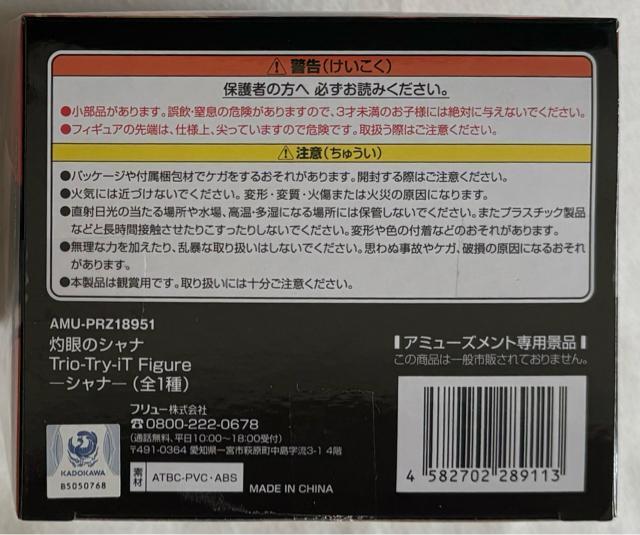 ⚠警告(けいこく)
保護者の方へ 必ずお読みください。
●小部品があります。誤飲・窒息の危険がありますので、3才未満のお子様には絶対に与えないでください。
●フィギュアの先端は、仕様上、尖っていますので危険です。取扱う際はご注意ください。
⚠注意(ちゅうい)
●パッケージや付属梱包材でケガをするおそれがあります。開封する際はご注意ください。
●火気には近づけないでください。変形・変質・火傷または火災の原因になります。
●直射日光の当たる場所や水場、高温・多湿になる場所には保管しないでください。またプラスチック製品
などと長時間接触させたりこすったりしないでください。変形や色の付着などのおそれがあります。
●無理な力を加えたり、乱暴な取り扱いはしないでください。思わぬ事故やケガ、破損の原因になるおそれ
があります。
●本製品は観賞用です。取り扱いには十分ご注意ください。
AMU-PRZ18951
灼眼のシャナ
Trio-Try-iT Figure
―シャナ―(全1種)
フリュー株式会社
☎0800-222-0678
(通話無料、平日10:00~18:00受付)
〒491-0364 愛知県一宮市萩原町中島字流3-1 4階
素材 ATBC-PVC・ABS
MADE IN CHINA
KADOKAWA
B5050768
アミューズメント専用景品
この商品は一般市販されておりません。
4 582702 289113